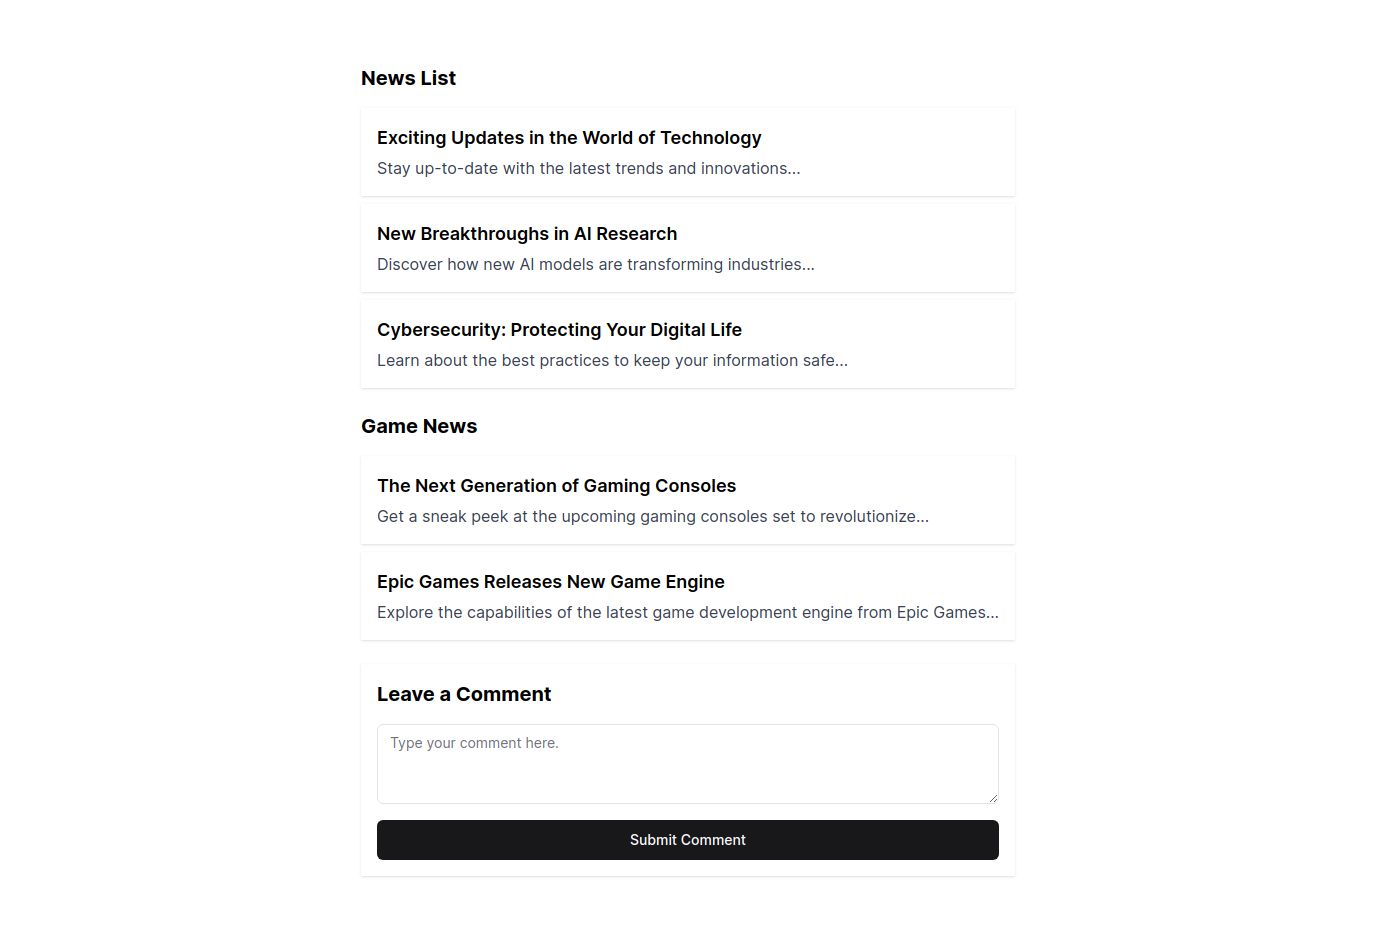 News List
Exciting Updates in the World of Technology
Stay up-to-date with the latest trends and innovations...
New Breakthroughs in AI Research
Discover how new AI models are transforming industries...
Cybersecurity: Protecting Your Digital Life
Learn about the best practices to keep your information safe...
Game News
The Next Generation of Gaming Consoles
Get a sneak peek at the upcoming gaming consoles set to revolutionize...
Epic Games Releases New Game Engine
Explore the capabilities of the latest game development engine from Epic Games...
Leave a Comment
Type your comment here.
Submit Comment